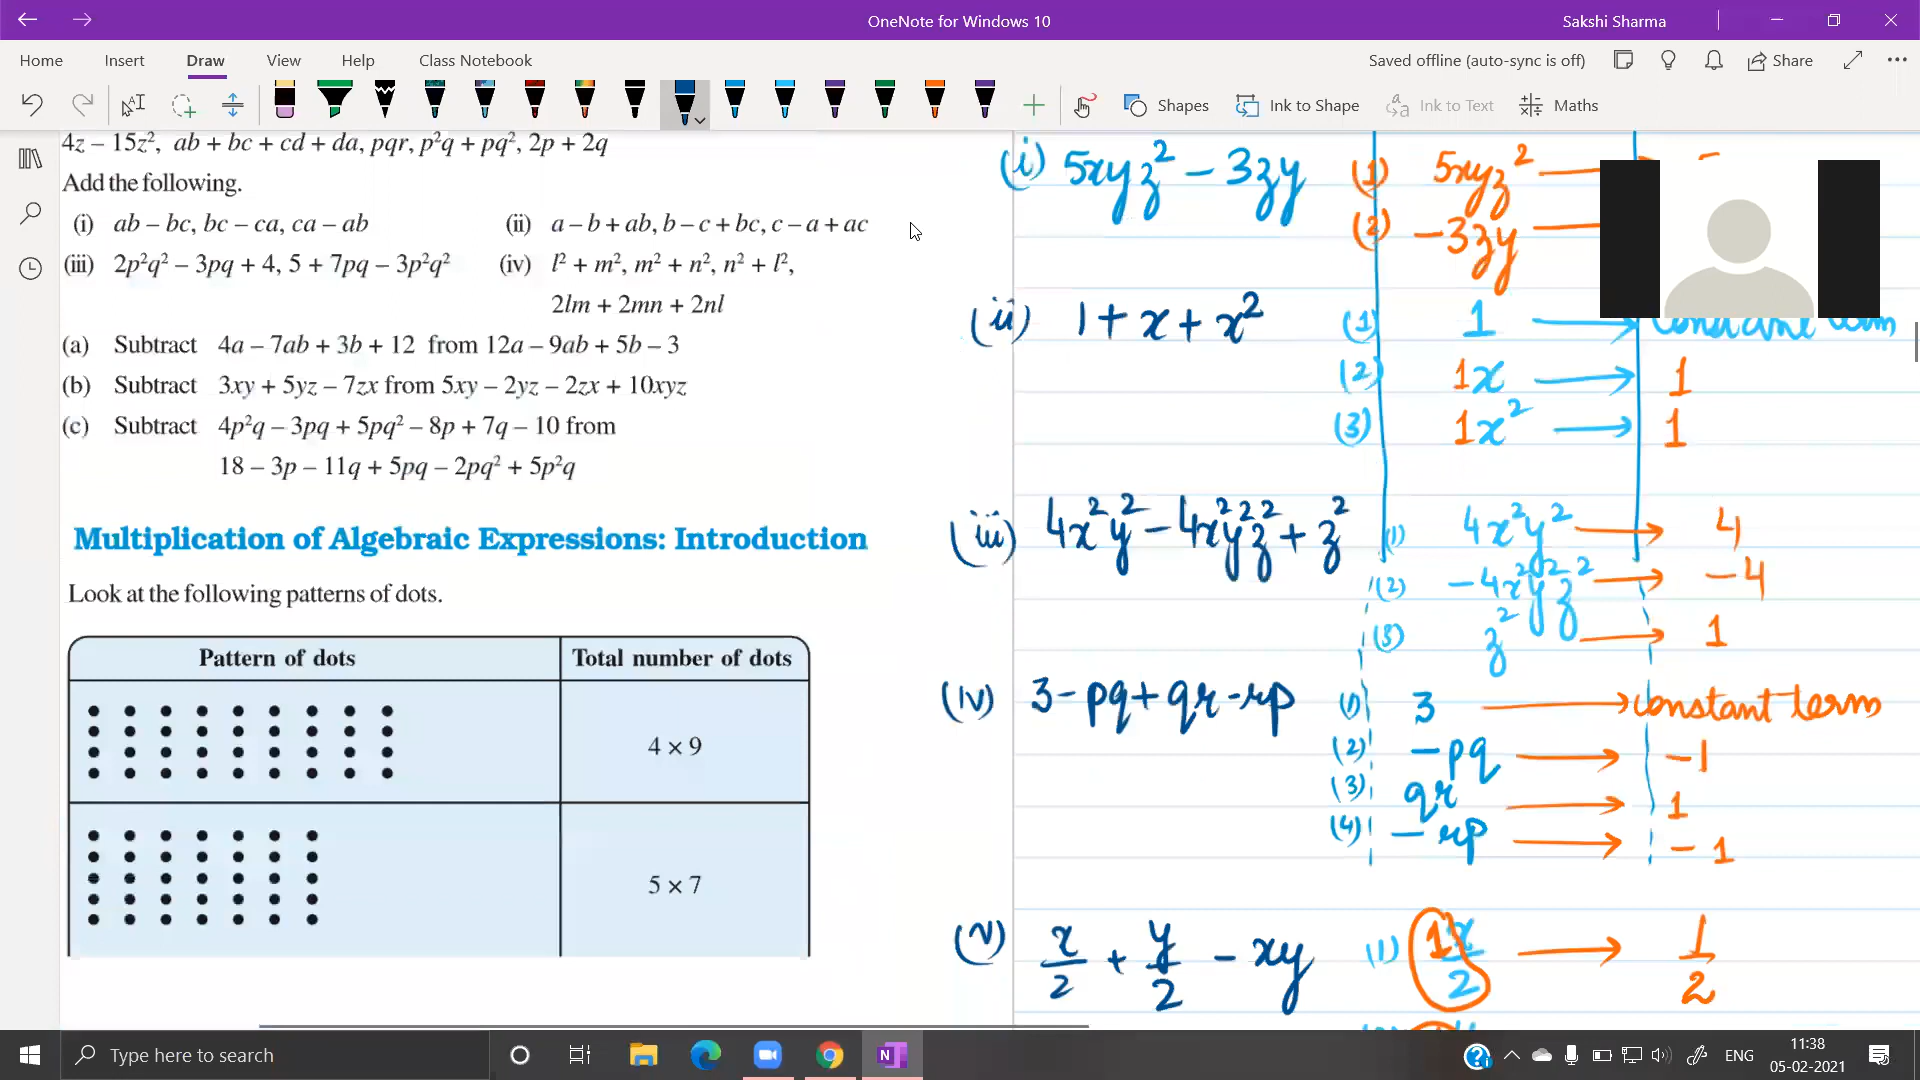 OneNote for Windows 10
Sakshi Sharma
Home Insert Draw View Help Class Notebook
Saved offline (auto-sync is off) Share
Shapes Ink to Shape Ink to Text Maths
4z – 15z², ab + bc + cd + da, pqr, p²q + pq², 2p + 2q
Add the following.
(i) ab – bc, bc – ca, ca – ab (ii) a – b + ab, b – c + bc, c – a + ac
(iii) 2p²q² – 3pq + 4, 5 + 7pq – 3p²q² (iv) l² + m², m² + n², n² + l²,
2lm + 2mn + 2nl
(a) Subtract 4a – 7ab + 3b + 12 from 12a – 9ab + 5b – 3
(b) Subtract 3xy + 5yz – 7zx from 5xy – 2yz – 2zx + 10xyz
(c) Subtract 4p²q – 3pq + 5pq² – 8p + 7q – 10 from
18 – 3p – 11q + 5pq – 2pq² + 5p²q
Multiplication of Algebraic Expressions: Introduction
Look at the following patterns of dots.
Pattern of dots Total number of dots
4 × 9
5 × 7
(i) 5xyz² – 3zy (1) 5xyz²
(2) – 3zy
(ii) 1 + x + x² (1) 1 → constant term
(2) 1x → 1
(3) 1x² → 1
(iii) 4x²y² – 4x²y²z² + z² (1) 4x²y² → 4
(2) – 4x²y²z² → – 4
(3) z² → 1
(iv) 3 – pq + qr – rp (1) 3 → constant term
(2) – pq → – 1
(3) qr → 1
(4) – rp → – 1
(v) x/2 + y/2 – xy (1) 1x/2 → 1/2
Type here to search
ENG
11:38
05-02-2021